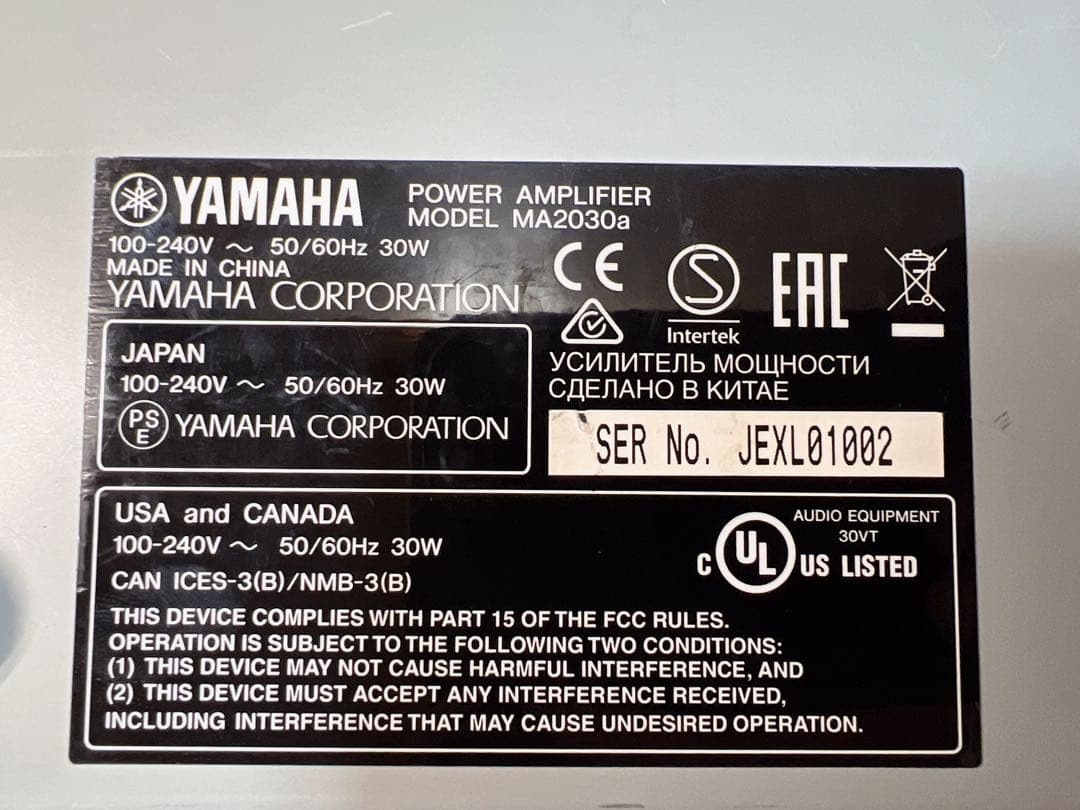 YAMAHA
POWER AMPLIFIER
MODEL MA2030a
100-240V ～ 50/60Hz 30W
MADE IN CHINA
YAMAHA CORPORATION
CE
S
Intertek
EAC
УСИЛИТЕЛЬ МОЩНОСТИ
СДЕЛАНО В КИТАЕ
SER No. JEXL01002
JAPAN
100-240V ～ 50/60Hz 30W
PS
E
YAMAHA CORPORATION
USA and CANADA
100-240V ～ 50/60Hz 30W
CAN ICES-3(B)/NMB-3(B)
AUDIO EQUIPMENT
30VT
C UL US LISTED
THIS DEVICE COMPLIES WITH PART 15 OF THE FCC RULES.
OPERATION IS SUBJECT TO THE FOLLOWING TWO CONDITIONS:
(1) THIS DEVICE MAY NOT CAUSE HARMFUL INTERFERENCE, AND
(2) THIS DEVICE MUST ACCEPT ANY INTERFERENCE RECEIVED,
INCLUDING INTERFERENCE THAT MAY CAUSE UNDESIRED OPERATION.